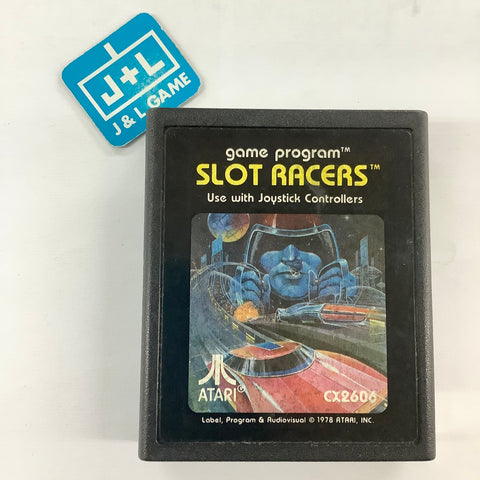 J+L
J & L GAME
game program™
SLOT RACERS™
Use with Joystick Controllers
ATARI®
CX2606
Label, Program & Audiovisual © 1978 ATARI, INC.